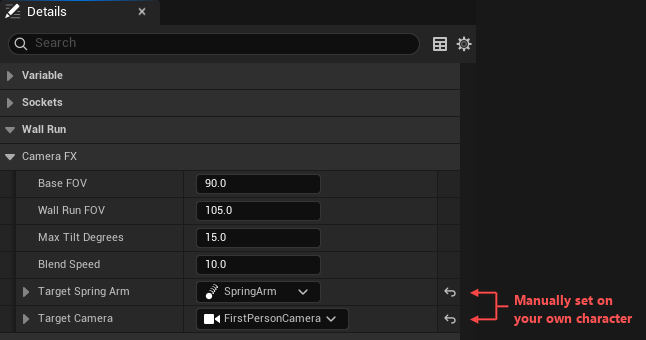 Details
Search
Variable
Sockets
Wall Run
Camera FX
Base FOV 90.0
Wall Run FOV 105.0
Max Tilt Degrees 15.0
Blend Speed 10.0
Target Spring Arm SpringArm
Target Camera FirstPersonCamera
Manually set on
your own character